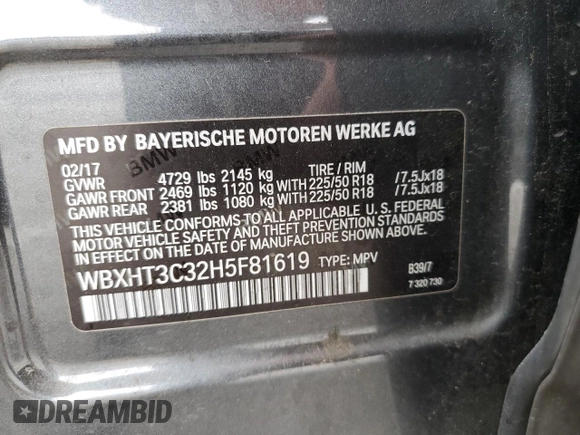 MFD BY BAYERISCHE MOTOREN WERKE AG
02/17 TIRE / RIM
GVWR 4729 lbs 2145 kg
GAWR FRONT 2469 lbs 1120 kg WITH 225/50 R18 /7.5Jx18
GAWR REAR 2381 lbs 1080 kg WITH 225/50 R18 /7.5Jx18
THIS VEHICLE CONFORMS TO ALL APPLICABLE U. S. FEDERAL
MOTOR VEHICLE SAFETY AND THEFT PREVENTION STANDARDS
IN EFFECT ON THE DATE OF MANUFACTURE SHOWN ABOVE.
WBXHT3C32H5F81619 TYPE: MPV
B39/7
7 320 730
DREAMBID